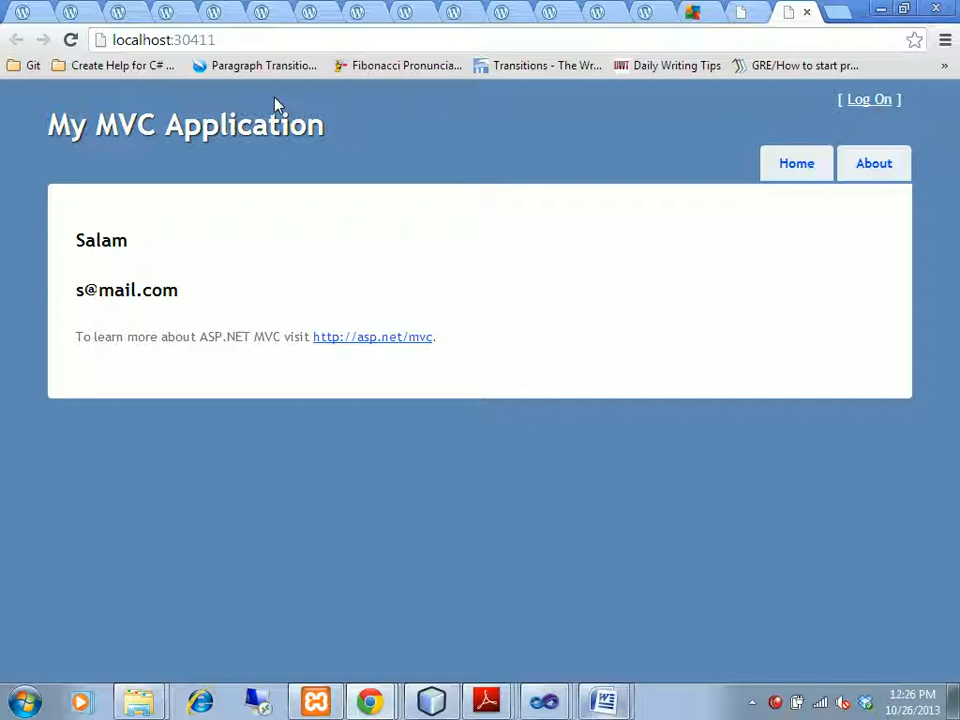 localhost:30411
Git
Create Help for C# ...
Paragraph Transitio...
Fibonacci Pronuncia...
Transitions - The Wr...
DWT Daily Writing Tips
GRE/How to start pr...
»
[ Log On ]
My MVC Application
Home
About
Salam
s@mail.com
To learn more about ASP.NET MVC visit http://asp.net/mvc.
12:26 PM
10/26/2013